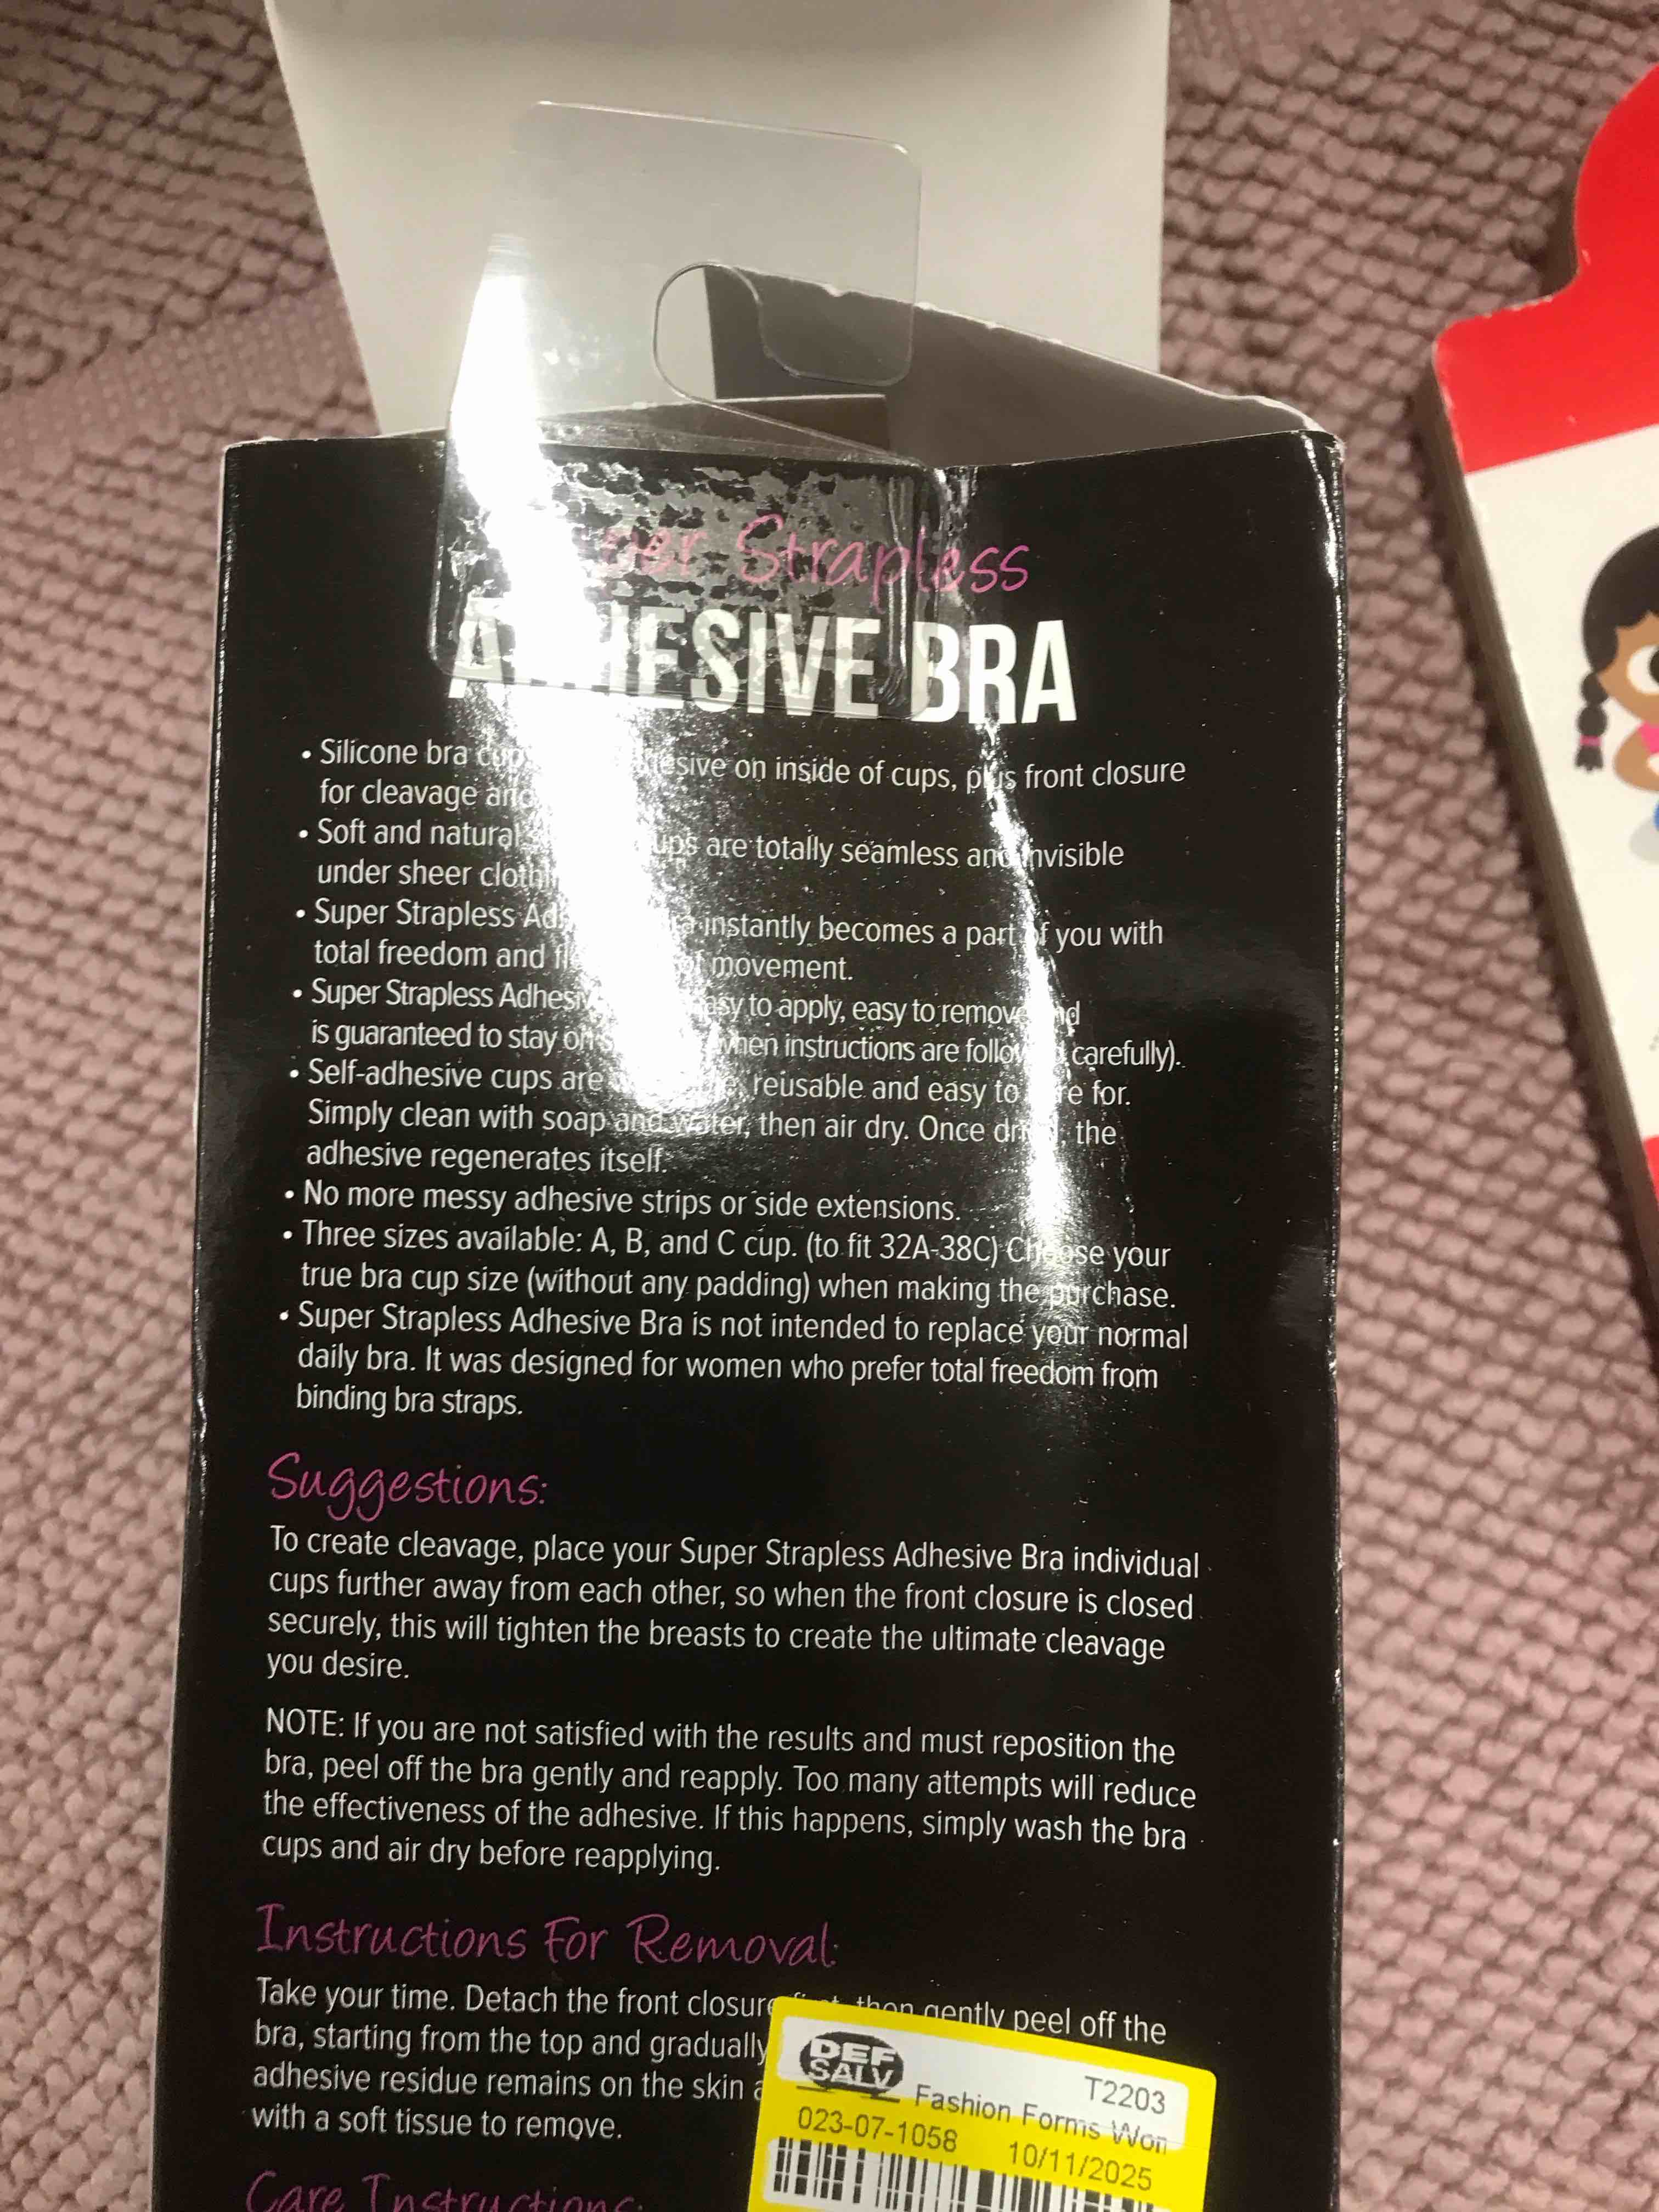 Strapless
ADHESIVE BRA
• Silicone bra on inside of cups, plus front closure
for cleavage
• Soft and natural are totally seamless and invisible
under sheer
• Super Strapless instantly becomes a part of you with
total freedom and movement.
• Super Strapless to apply, easy to remove
is guaranteed to stay when instructions are carefully).
• Self-adhesive cups are reusable and easy to for.
Simply clean with soap and water, then air dry. Once the
adhesive regenerates itself.
• No more messy adhesive strips or side extensions.
• Three sizes available: A, B, and C cup. (to fit 32A-38C) Choose your
true bra cup size (without any padding) when making the purchase.
• Super Strapless Adhesive Bra is not intended to replace your normal
daily bra. It was designed for women who prefer total freedom from
binding bra straps.
Suggestions:
To create cleavage, place your Super Strapless Adhesive Bra individual
cups further away from each other, so when the front closure is closed
securely, this will tighten the breasts to create the ultimate cleavage
you desire.
NOTE: If you are not satisfied with the results and must reposition the
bra, peel off the bra gently and reapply. Too many attempts will reduce
the effectiveness of the adhesive. If this happens, simply wash the bra
cups and air dry before reapplying.
Instructions For Removal:
Take your time. Detach the front closure then gently peel off the
bra, starting from the top and gradually
adhesive residue remains on the skin
with a soft tissue to remove.
Care Instructions:
DEF
SALV
T2203
Fashion Forms Won
023-07-1058 10/11/2025